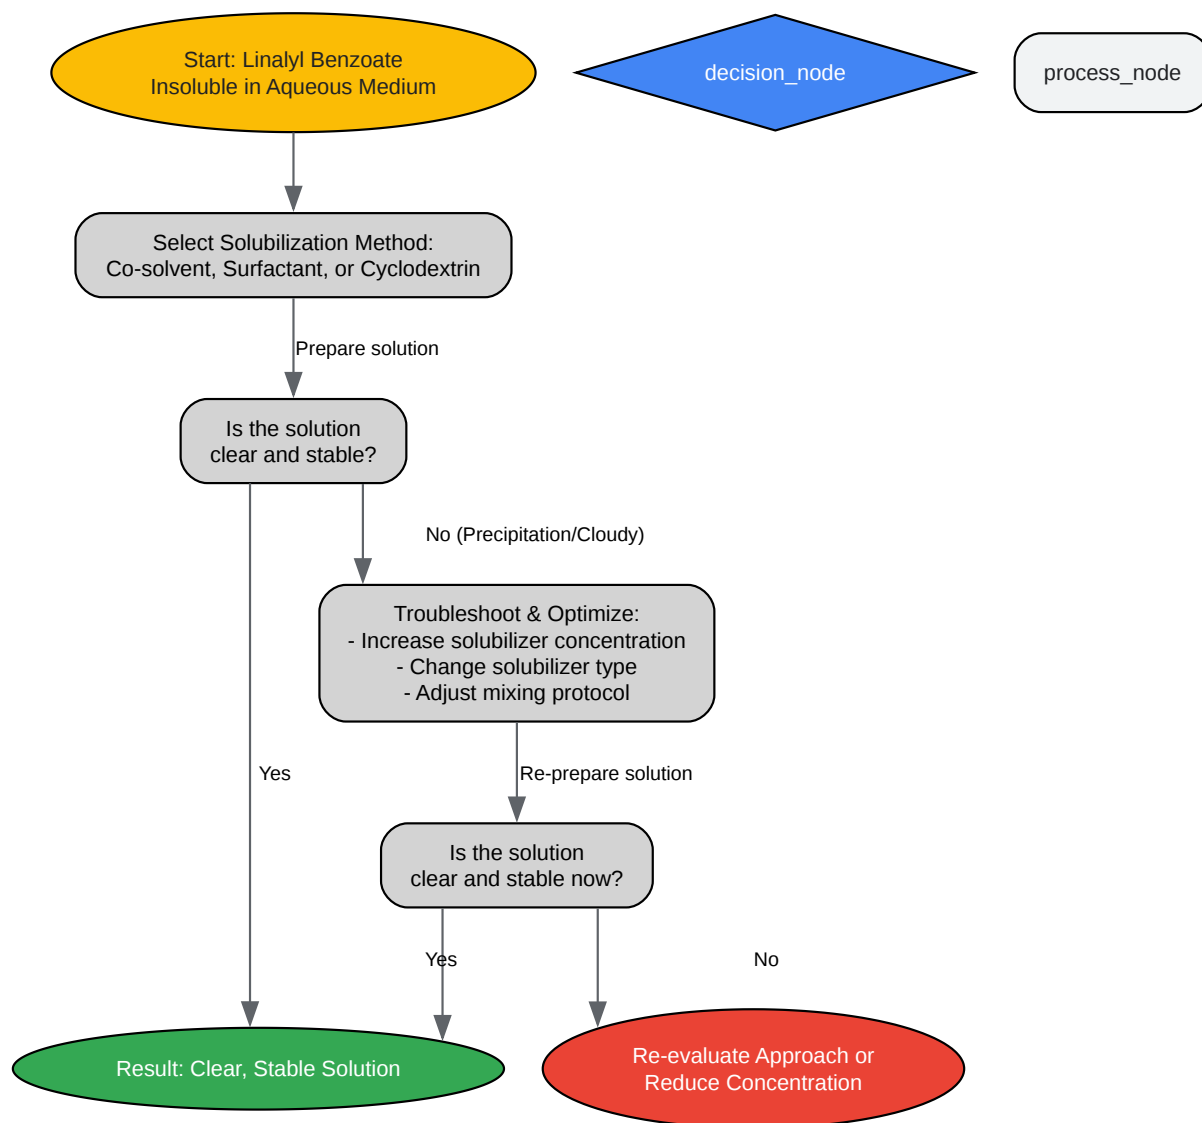 Start: Linalyl Benzoate
Insoluble in Aqueous Medium
decision_node
process_node
Select Solubilization Method:
Co-solvent, Surfactant, or Cyclodextrin
Prepare solution
Is the solution
clear and stable?
No (Precipitation/Cloudy)
Troubleshoot & Optimize:
- Increase solubilizer concentration
- Change solubilizer type
- Adjust mixing protocol
Yes
Re-prepare solution
Is the solution
clear and stable now?
Yes
No
Result: Clear, Stable Solution
Re-evaluate Approach or
Reduce Concentration